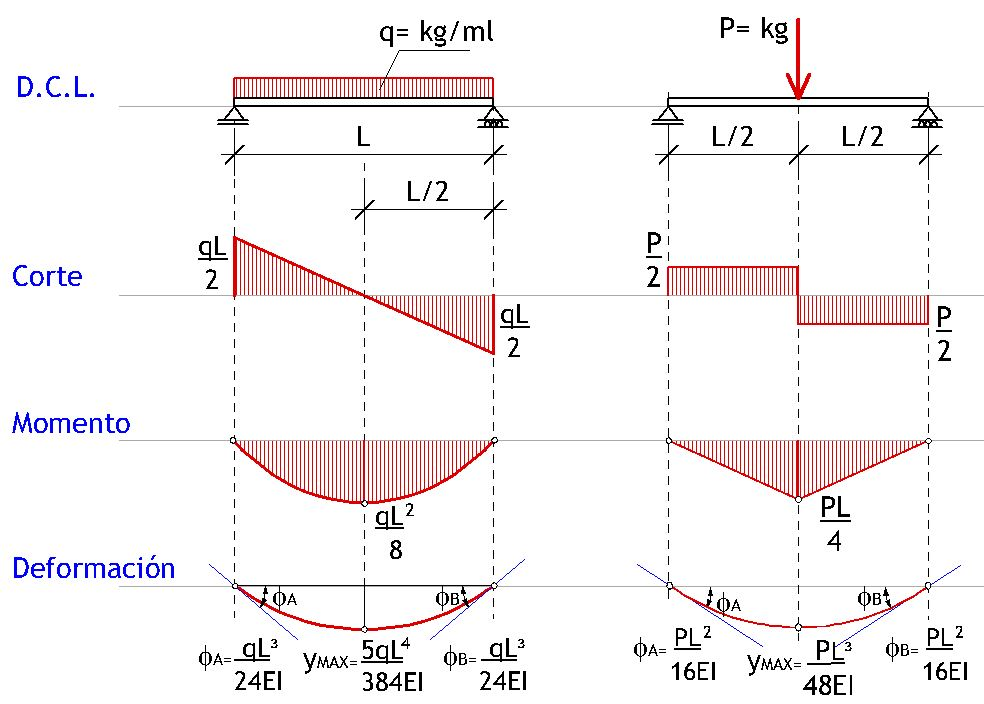 q= kg/ml
P= kg
D.C.L.
L
L/2
L/2
L/2
Corte
qL
2
qL
2
P
2
P
2
Momento
qL²
8
PL
4
Deformación
ϕA
ϕB
ϕA
ϕB
ϕA= qL³
24EI
yMAX= 5qL⁴
384EI
ϕB= qL³
24EI
ϕA= PL²
16EI
yMAX= PL³
48EI
ϕB= PL²
16EI